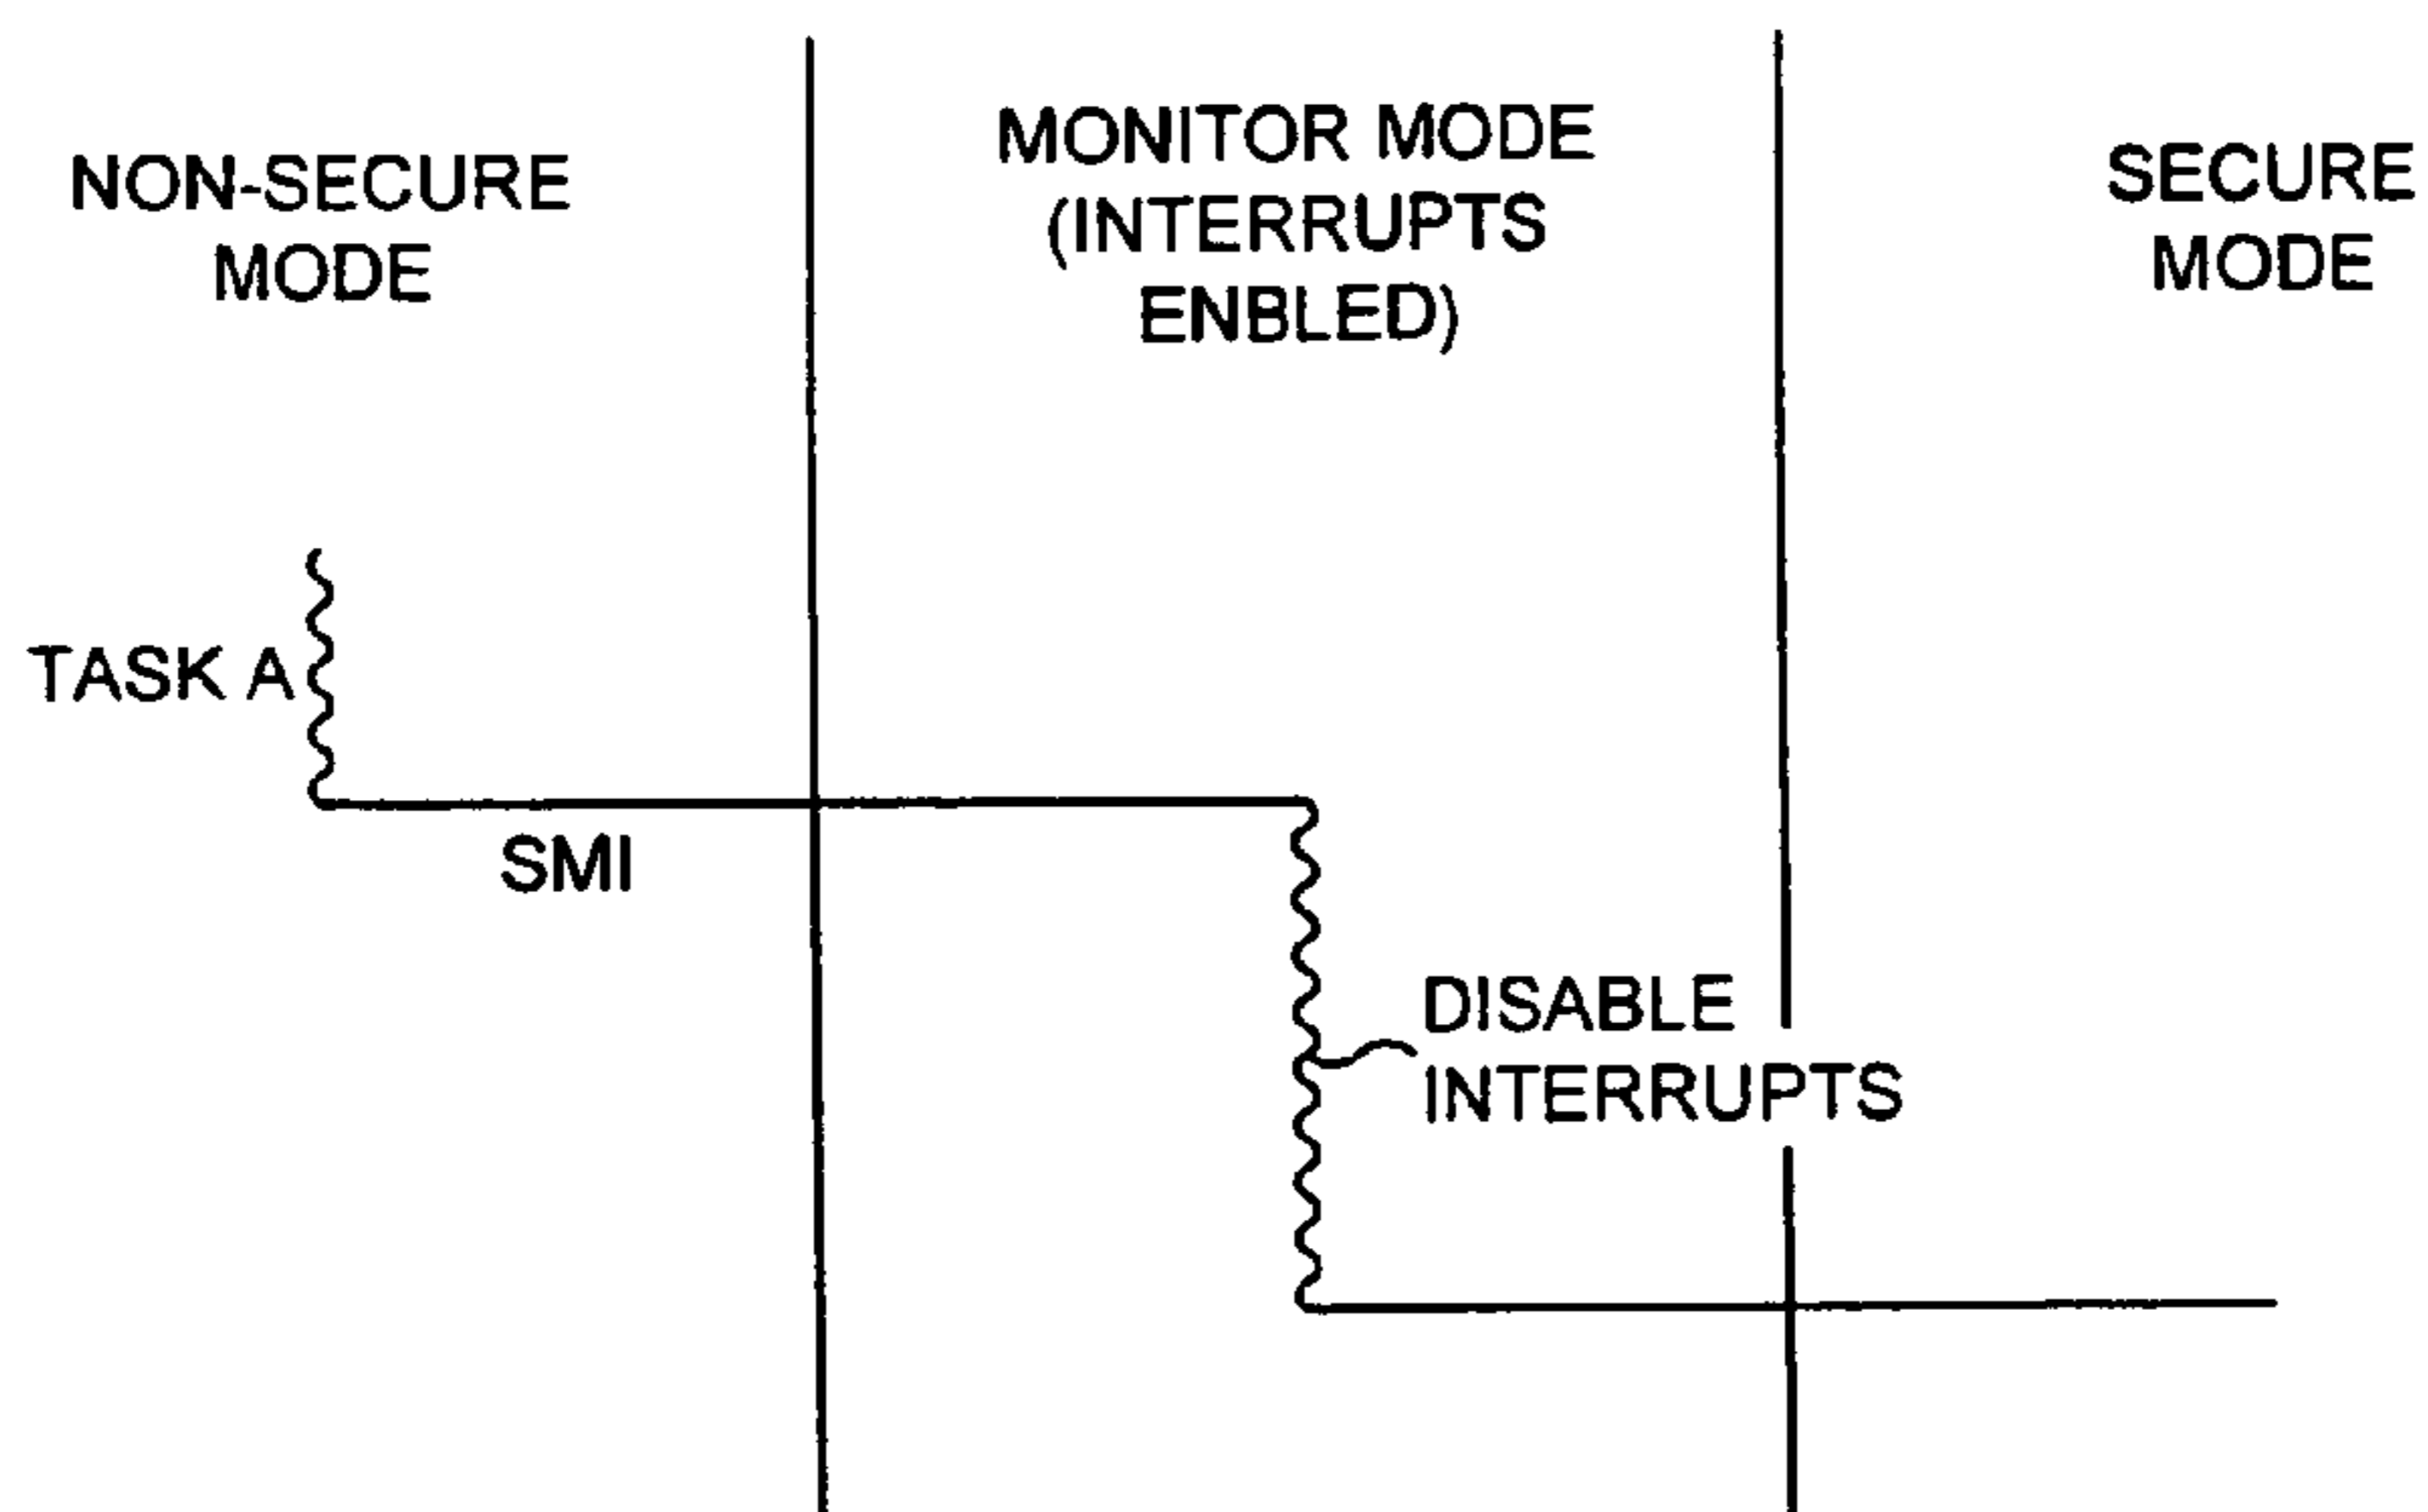 NON-SECURE
MODE
MONITOR MODE
(INTERRUPTS
ENBLED)
SECURE
MODE
TASK A
SMI
DISABLE
INTERRUPTS